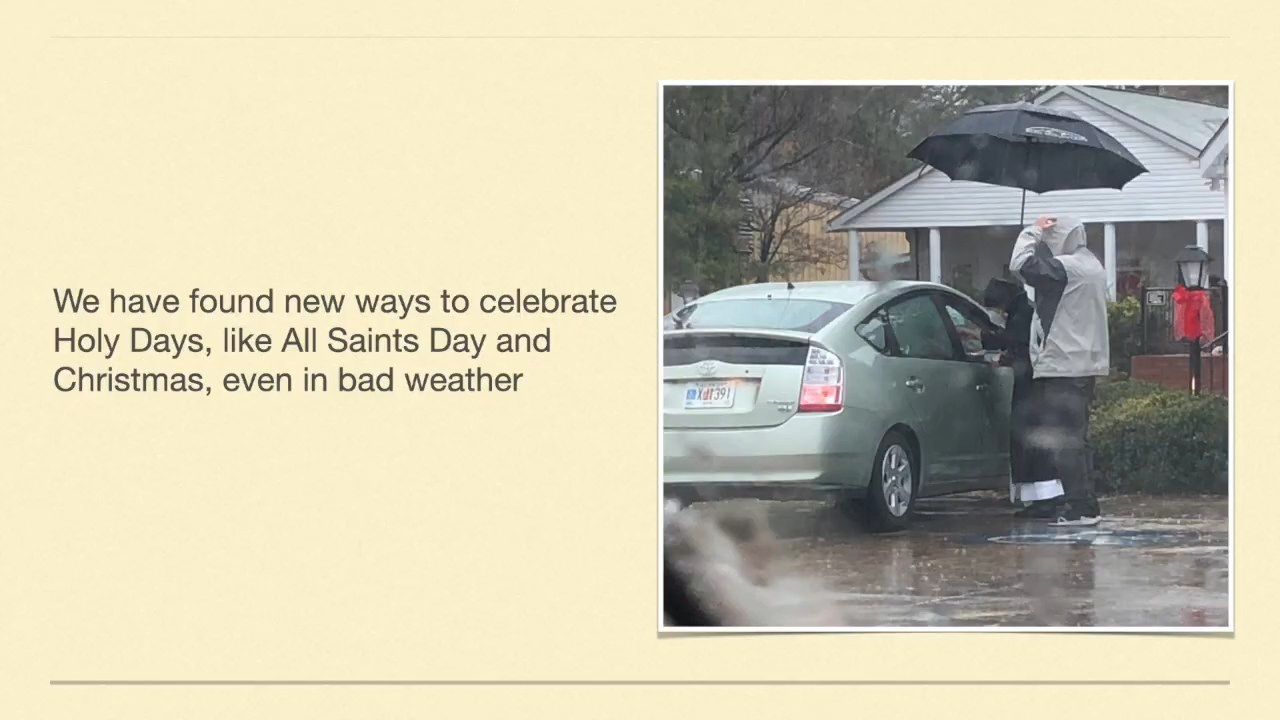 We have found new ways to celebrate
Holy Days, like All Saints Day and
Christmas, even in bad weather